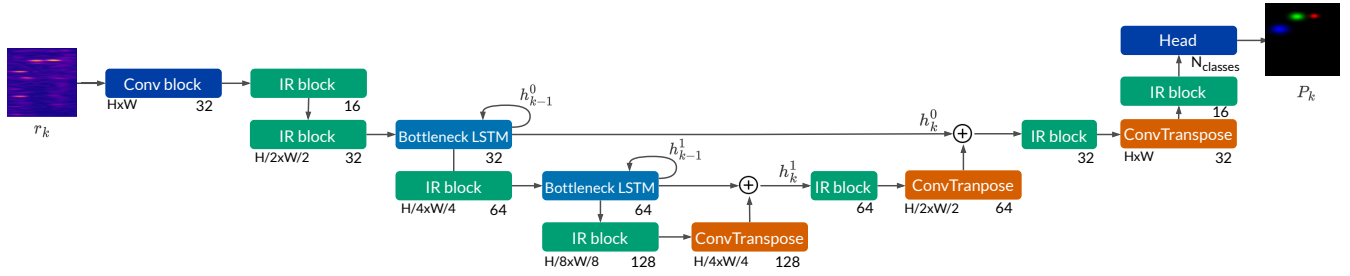 r_k
Conv block
HxW 32
IR block
16
IR block
H/2xW/2 32
h^0_{k-1}
Bottleneck LSTM
32
IR block
H/4xW/4 64
h^1_{k-1}
Bottleneck LSTM
64
IR block
H/8xW/8 128
ConvTranspose
H/4xW/4 128
h^1_k
IR block
64
ConvTranpose
H/2xW/2 64
h^0_k
IR block
32
ConvTranspose
HxW 32
IR block
16
Head
N_classes
P_k